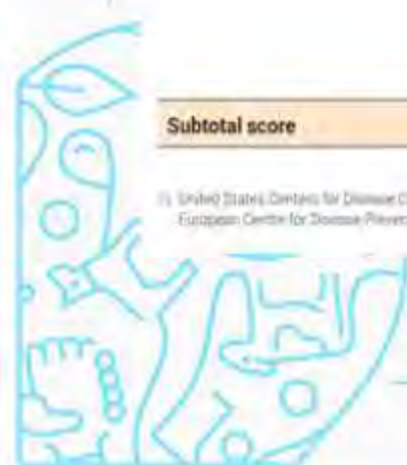 Subtotal score
United States Centers for Disease C
European Centre for Disease Preven